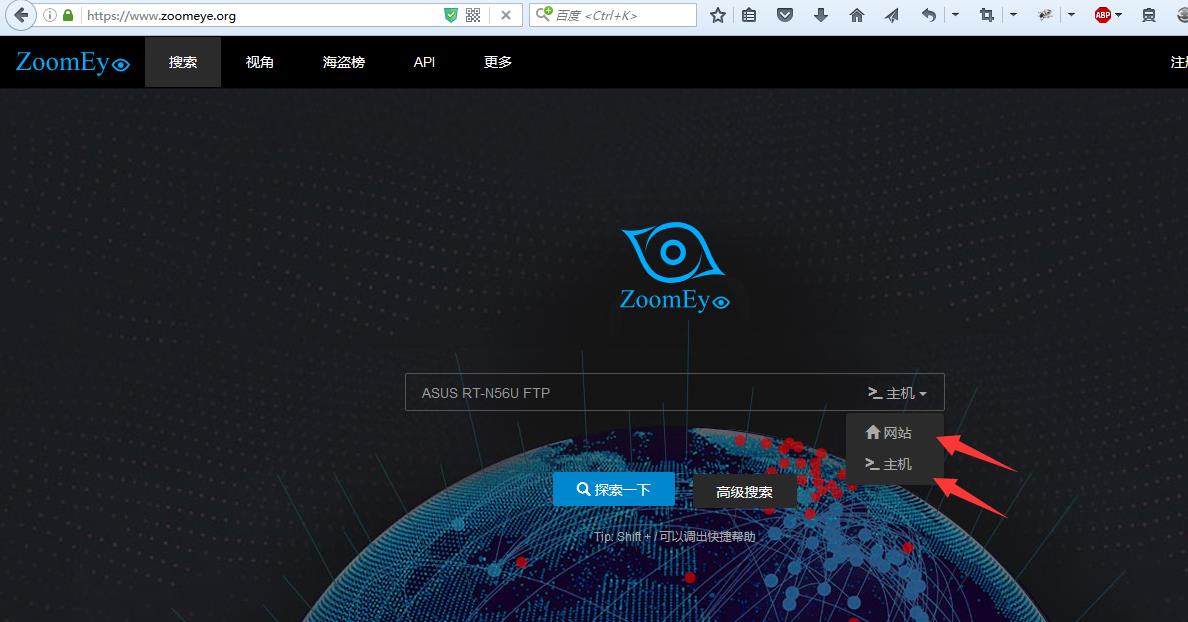 https://www.zoomeye.org
百度 <Ctrl+K>
ABP
ZoomEye
搜索
视角
海盗榜
API
更多
ZoomEye
ASUS RT-N56U FTP
主机
网站
主机
探索一下
高级搜索
Tip: Shift + / 可以调出快捷帮助